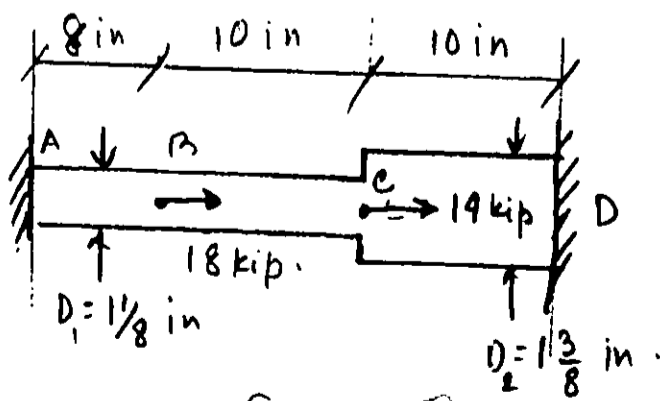 8 in 10 in 10 in
A B C D
18 kip.
14 kip
D₁ = 1 1/8 in
D₂ = 1 3/8 in.